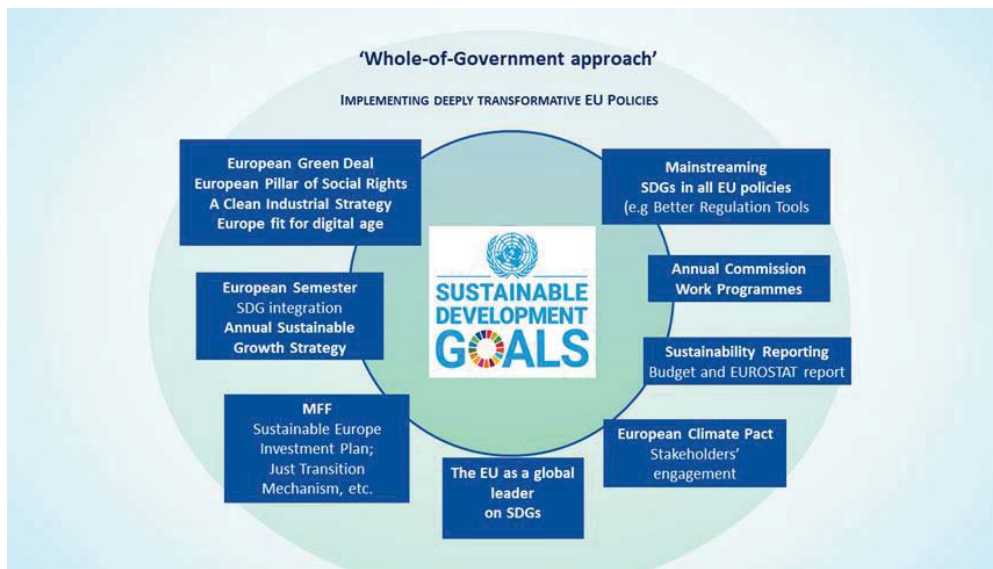 ‘Whole-of-Government approach’
IMPLEMENTING DEEPLY TRANSFORMATIVE EU POLICIES
European Green Deal
European Pillar of Social Rights
A Clean Industrial Strategy
Europe fit for digital age
Mainstreaming
SDGs in all EU policies
(e.g Better Regulation Tools
European Semester
SDG integration
Annual Sustainable
Growth Strategy
SUSTAINABLE
DEVELOPMENT
GOALS
Annual Commission
Work Programmes
Sustainability Reporting
Budget and EUROSTAT report
MFF
Sustainable Europe
Investment Plan;
Just Transition
Mechanism, etc.
The EU as a global
leader
on SDGs
European Climate Pact
Stakeholders’
engagement